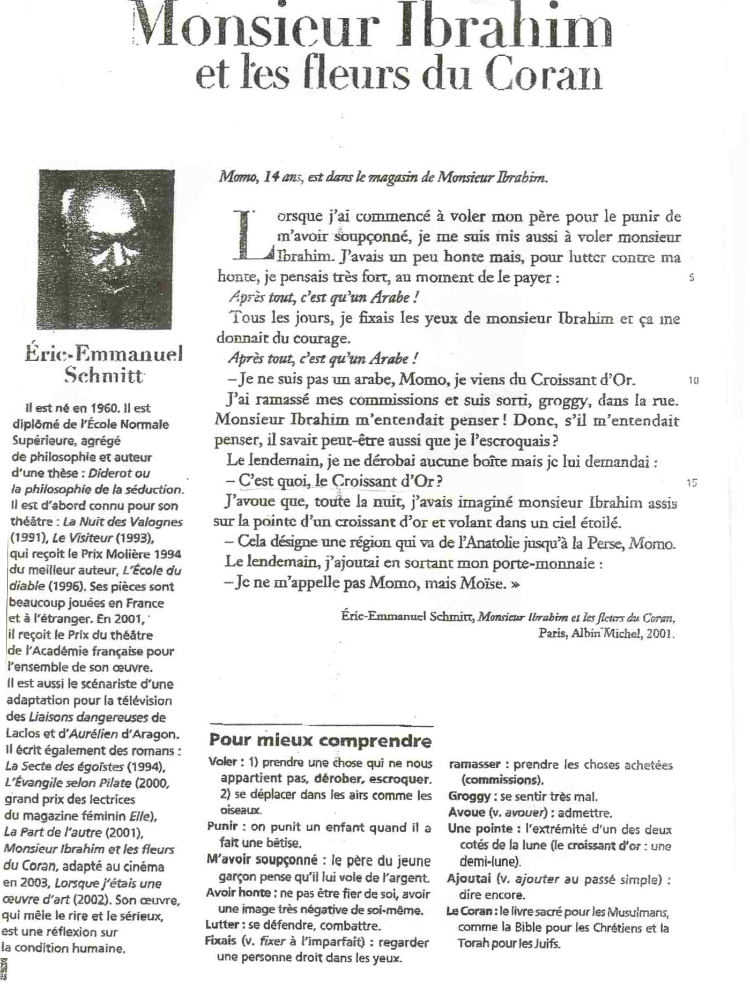 Monsieur Ibrahim
et les fleurs du Coran
Éric-Emmanuel
Schmitt
Il est né en 1960. Il est
diplômé de l'École Normale
Supérieure, agrégé
de philosophie et auteur
d'une thèse : Diderot ou
la philosophie de la séduction.
Il est d'abord connu pour son
théâtre : La Nuit des Valognes
(1991), Le Visiteur (1993),
qui reçoit le Prix Molière 1994
du meilleur auteur, L'École du
diable (1996). Ses pièces sont
beaucoup jouées en France
et à l'étranger. En 2001,
il reçoit le Prix du théâtre
de l'Académie française pour
l'ensemble de son œuvre.
Il est aussi le scénariste d'une
adaptation pour la télévision
des Liaisons dangereuses de
Laclos et d'Aurélien d'Aragon.
Il écrit également des romans :
La Secte des égoïstes (1994),
L'Évangile selon Pilate (2000,
grand prix des lectrices
du magazine féminin Elle),
La Part de l'autre (2001),
Monsieur Ibrahim et les fleurs
du Coran, adapté au cinéma
en 2003, Lorsque j'étais une
œuvre d'art (2002). Son œuvre,
qui mêle le rire et le sérieux,
est une réflexion sur
la condition humaine.
Momo, 14 ans, est dans le magasin de Monsieur Ibrahim.
Lorsque j'ai commencé à voler mon père pour le punir de
m'avoir soupçonné, je me suis mis aussi à voler monsieur
Ibrahim. J'avais un peu honte mais, pour lutter contre ma
honte, je pensais très fort, au moment de le payer : 5
Après tout, c'est qu'un Arabe !
Tous les jours, je fixais les yeux de monsieur Ibrahim et ça me
donnait du courage.
Après tout, c'est qu'un Arabe !
– Je ne suis pas un arabe, Momo, je viens du Croissant d'Or. 10
J'ai ramassé mes commissions et suis sorti, groggy, dans la rue.
Monsieur Ibrahim m'entendait penser ! Donc, s'il m'entendait
penser, il savait peut-être aussi que je l'escroquais ?
Le lendemain, je ne dérobai aucune boîte mais je lui demandai :
– C'est quoi, le Croissant d'Or ? 15
J'avoue que, toute la nuit, j'avais imaginé monsieur Ibrahim assis
sur la pointe d'un croissant d'or et volant dans un ciel étoilé.
– Cela désigne une région qui va de l'Anatolie jusqu'à la Perse, Momo.
Le lendemain, j'ajoutai en sortant mon porte-monnaie :
– Je ne m'appelle pas Momo, mais Moïse. »
Éric-Emmanuel Schmitt, Monsieur Ibrahim et les fleurs du Coran,
Paris, Albin Michel, 2001.
Pour mieux comprendre
Voler : 1) prendre une chose qui ne nous
appartient pas, dérober, escroquer.
2) se déplacer dans les airs comme les
oiseaux.
Punir : on punit un enfant quand il a
fait une bêtise.
M'avoir soupçonné : le père du jeune
garçon pense qu'il lui vole de l'argent.
Avoir honte : ne pas être fier de soi, avoir
une image très négative de soi-même.
Lutter : se défendre, combattre.
Fixais (v. fixer à l'imparfait) : regarder
une personne droit dans les yeux.
ramasser : prendre les choses achetées
(commissions).
Groggy : se sentir très mal.
Avoue (v. avouer) : admettre.
Une pointe : l'extrémité d'un des deux
cotés de la lune (le croissant d'or : une
demi-lune).
Ajoutai (v. ajouter au passé simple) :
dire encore.
Le Coran : le livre sacré pour les Musulmans,
comme la Bible pour les Chrétiens et la
Torah pour les Juifs.